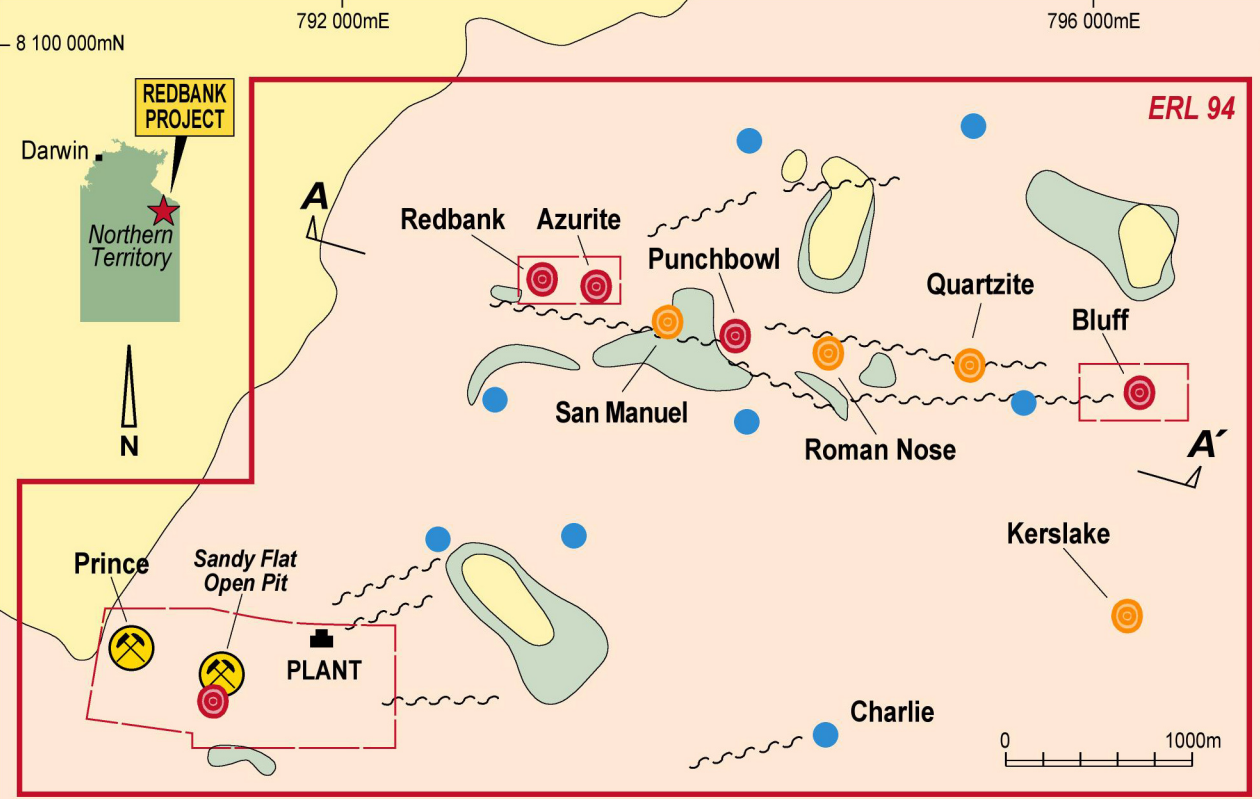 792 000mE
796 000mE
8 100 000mN
REDBANK
PROJECT
ERL 94
Darwin
Northern
Territory
A
Redbank
Azurite
Punchbowl
Quartzite
Bluff
San Manuel
Roman Nose
A´
N
Kerslake
Prince
Sandy Flat
Open Pit
PLANT
Charlie
0
1000m